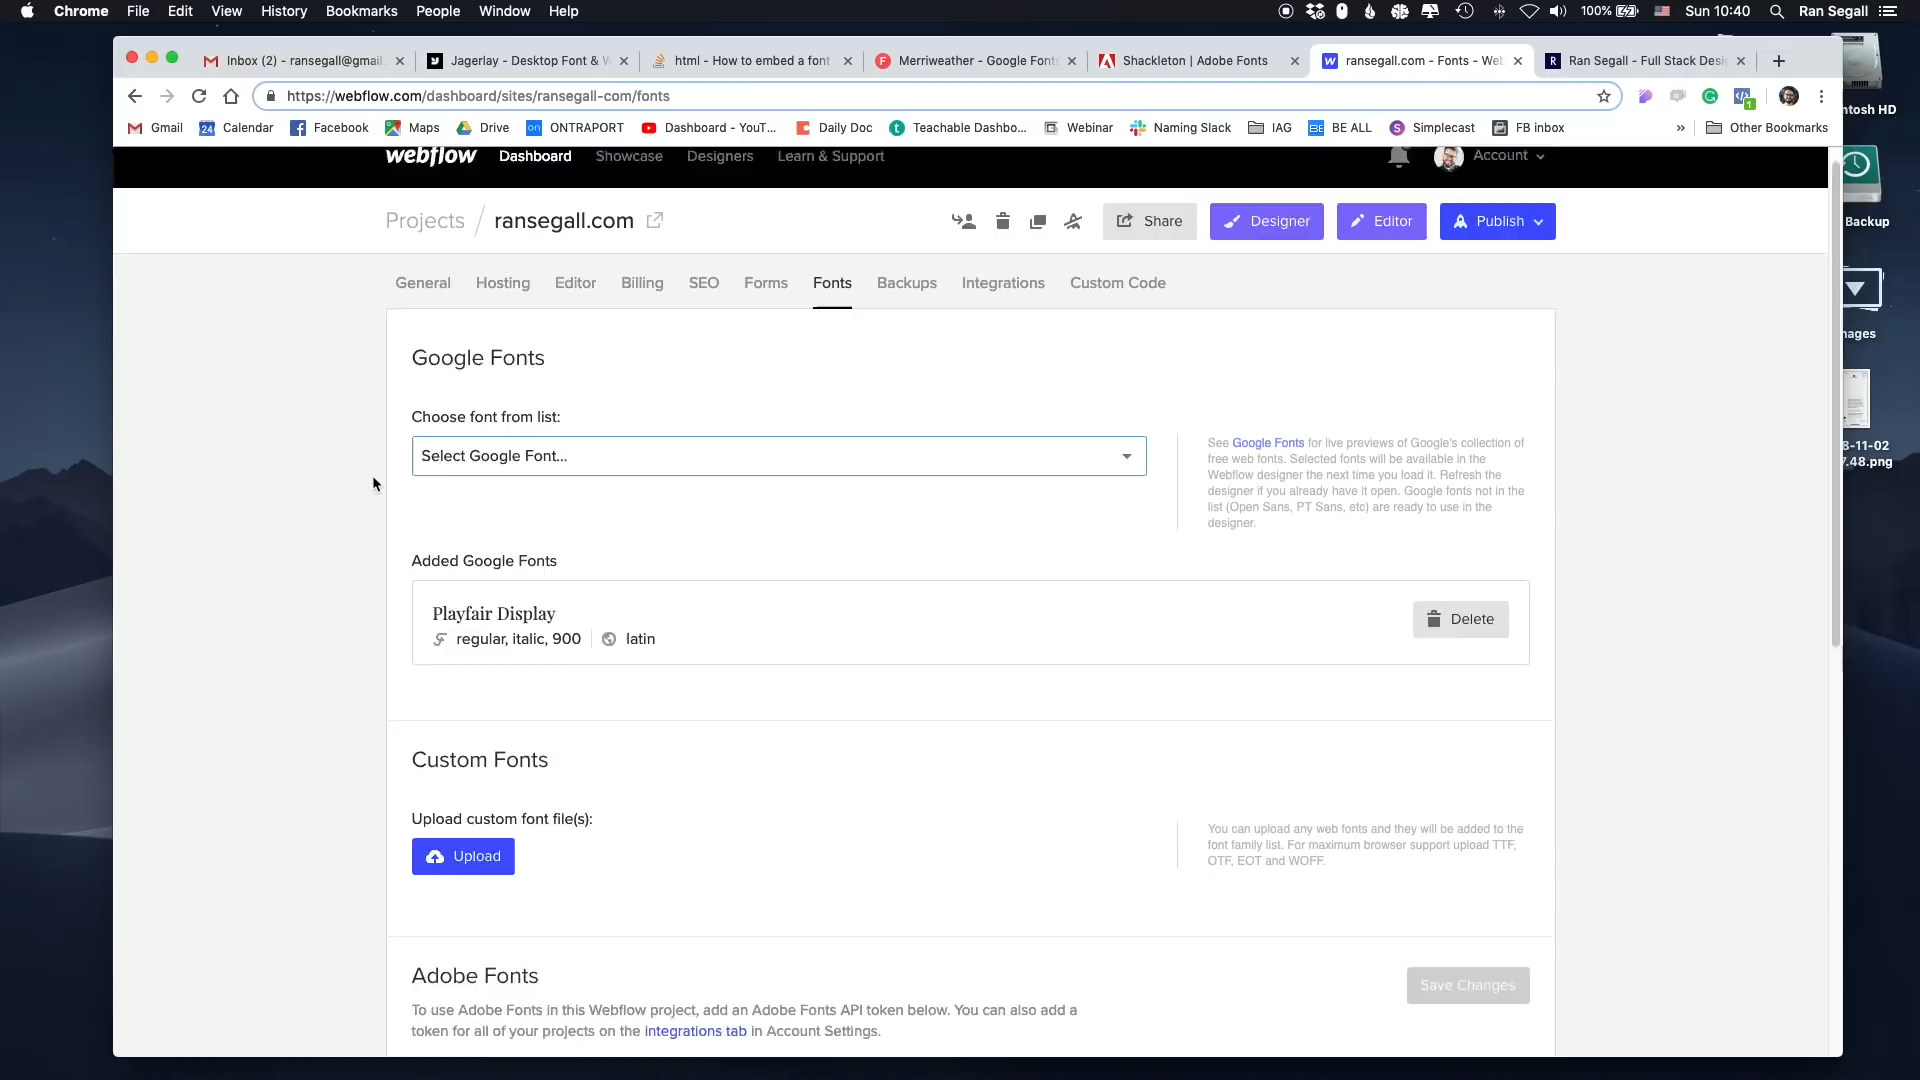 Chrome File Edit View History Bookmarks People Window Help 100% Sun 10:40 Ran Segall
Inbox (2) - ransegall@gmail. Jagerlay - Desktop Font & W html - How to embed a font Merriweather - Google Fonts Shackleton | Adobe Fonts ransegall.com - Fonts - Web Ran Segall - Full Stack Desi
https://webflow.com/dashboard/sites/ransegall-com/fonts
Gmail Calendar Facebook Maps Drive ONTRAPORT Dashboard - YouT... Daily Doc Teachable Dashbo... Webinar Naming Slack IAG BE ALL Simplecast FB inbox » Other Bookmarks
webflow Dashboard Showcase Designers Learn & Support Account
Projects / ransegall.com Share Designer Editor Publish
General Hosting Editor Billing SEO Forms Fonts Backups Integrations Custom Code
Google Fonts
Choose font from list:
Select Google Font...
See Google Fonts for live previews of Google's collection of
free web fonts. Selected fonts will be available in the
Webflow designer the next time you load it. Refresh the
designer if you already have it open. Google fonts not in the
list (Open Sans, PT Sans, etc) are ready to use in the
designer.
Added Google Fonts
Playfair Display
regular, italic, 900 latin
Delete
Custom Fonts
Upload custom font file(s):
Upload
You can upload any web fonts and they will be added to the
font family list. For maximum browser support upload TTF,
OTF, EOT and WOFF.
Adobe Fonts
Save Changes
To use Adobe Fonts in this Webflow project, add an Adobe Fonts API token below. You can also add a
token for all of your projects on the integrations tab in Account Settings.
ntosh HD
Backup
nages
8-11-02
7.48.png